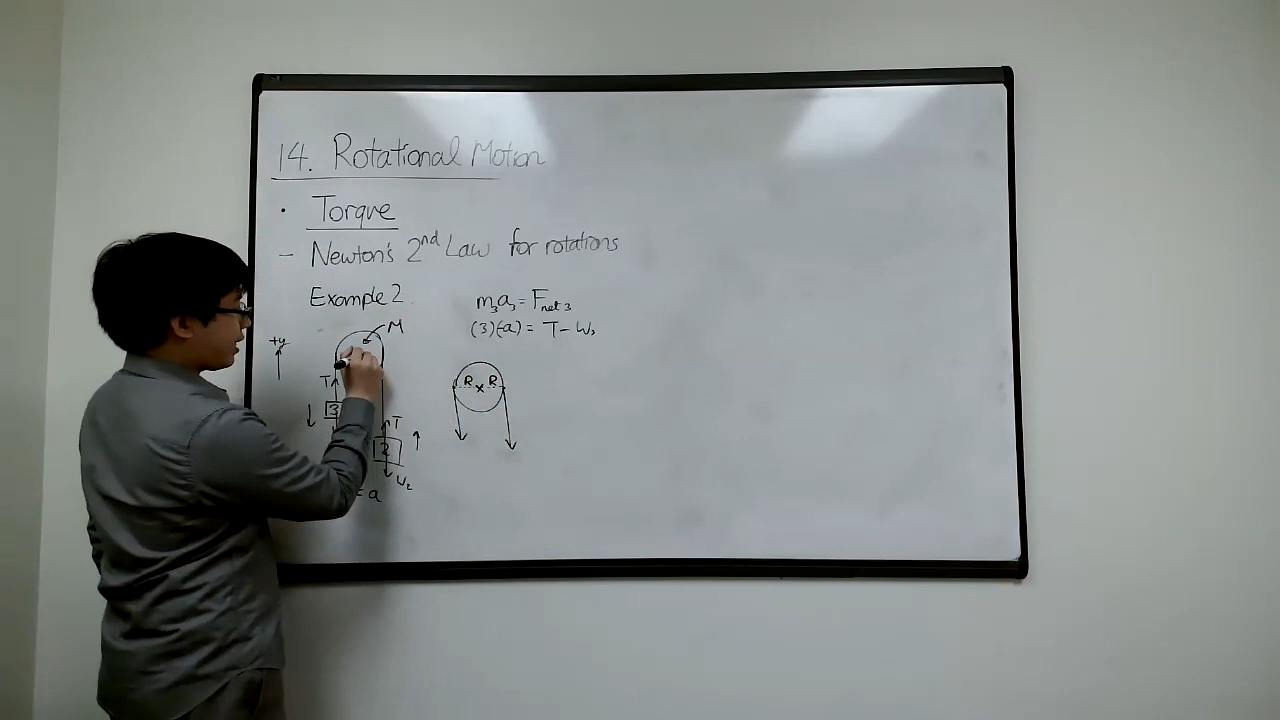 14. Rotational Motion
• Torque
- Newton's 2nd Law for rotations
Example 2
m₃a₃ = Fnet 3
(3)(-a) = T - W₃
M
+y
R R
T
3
T
2
W₂
= a